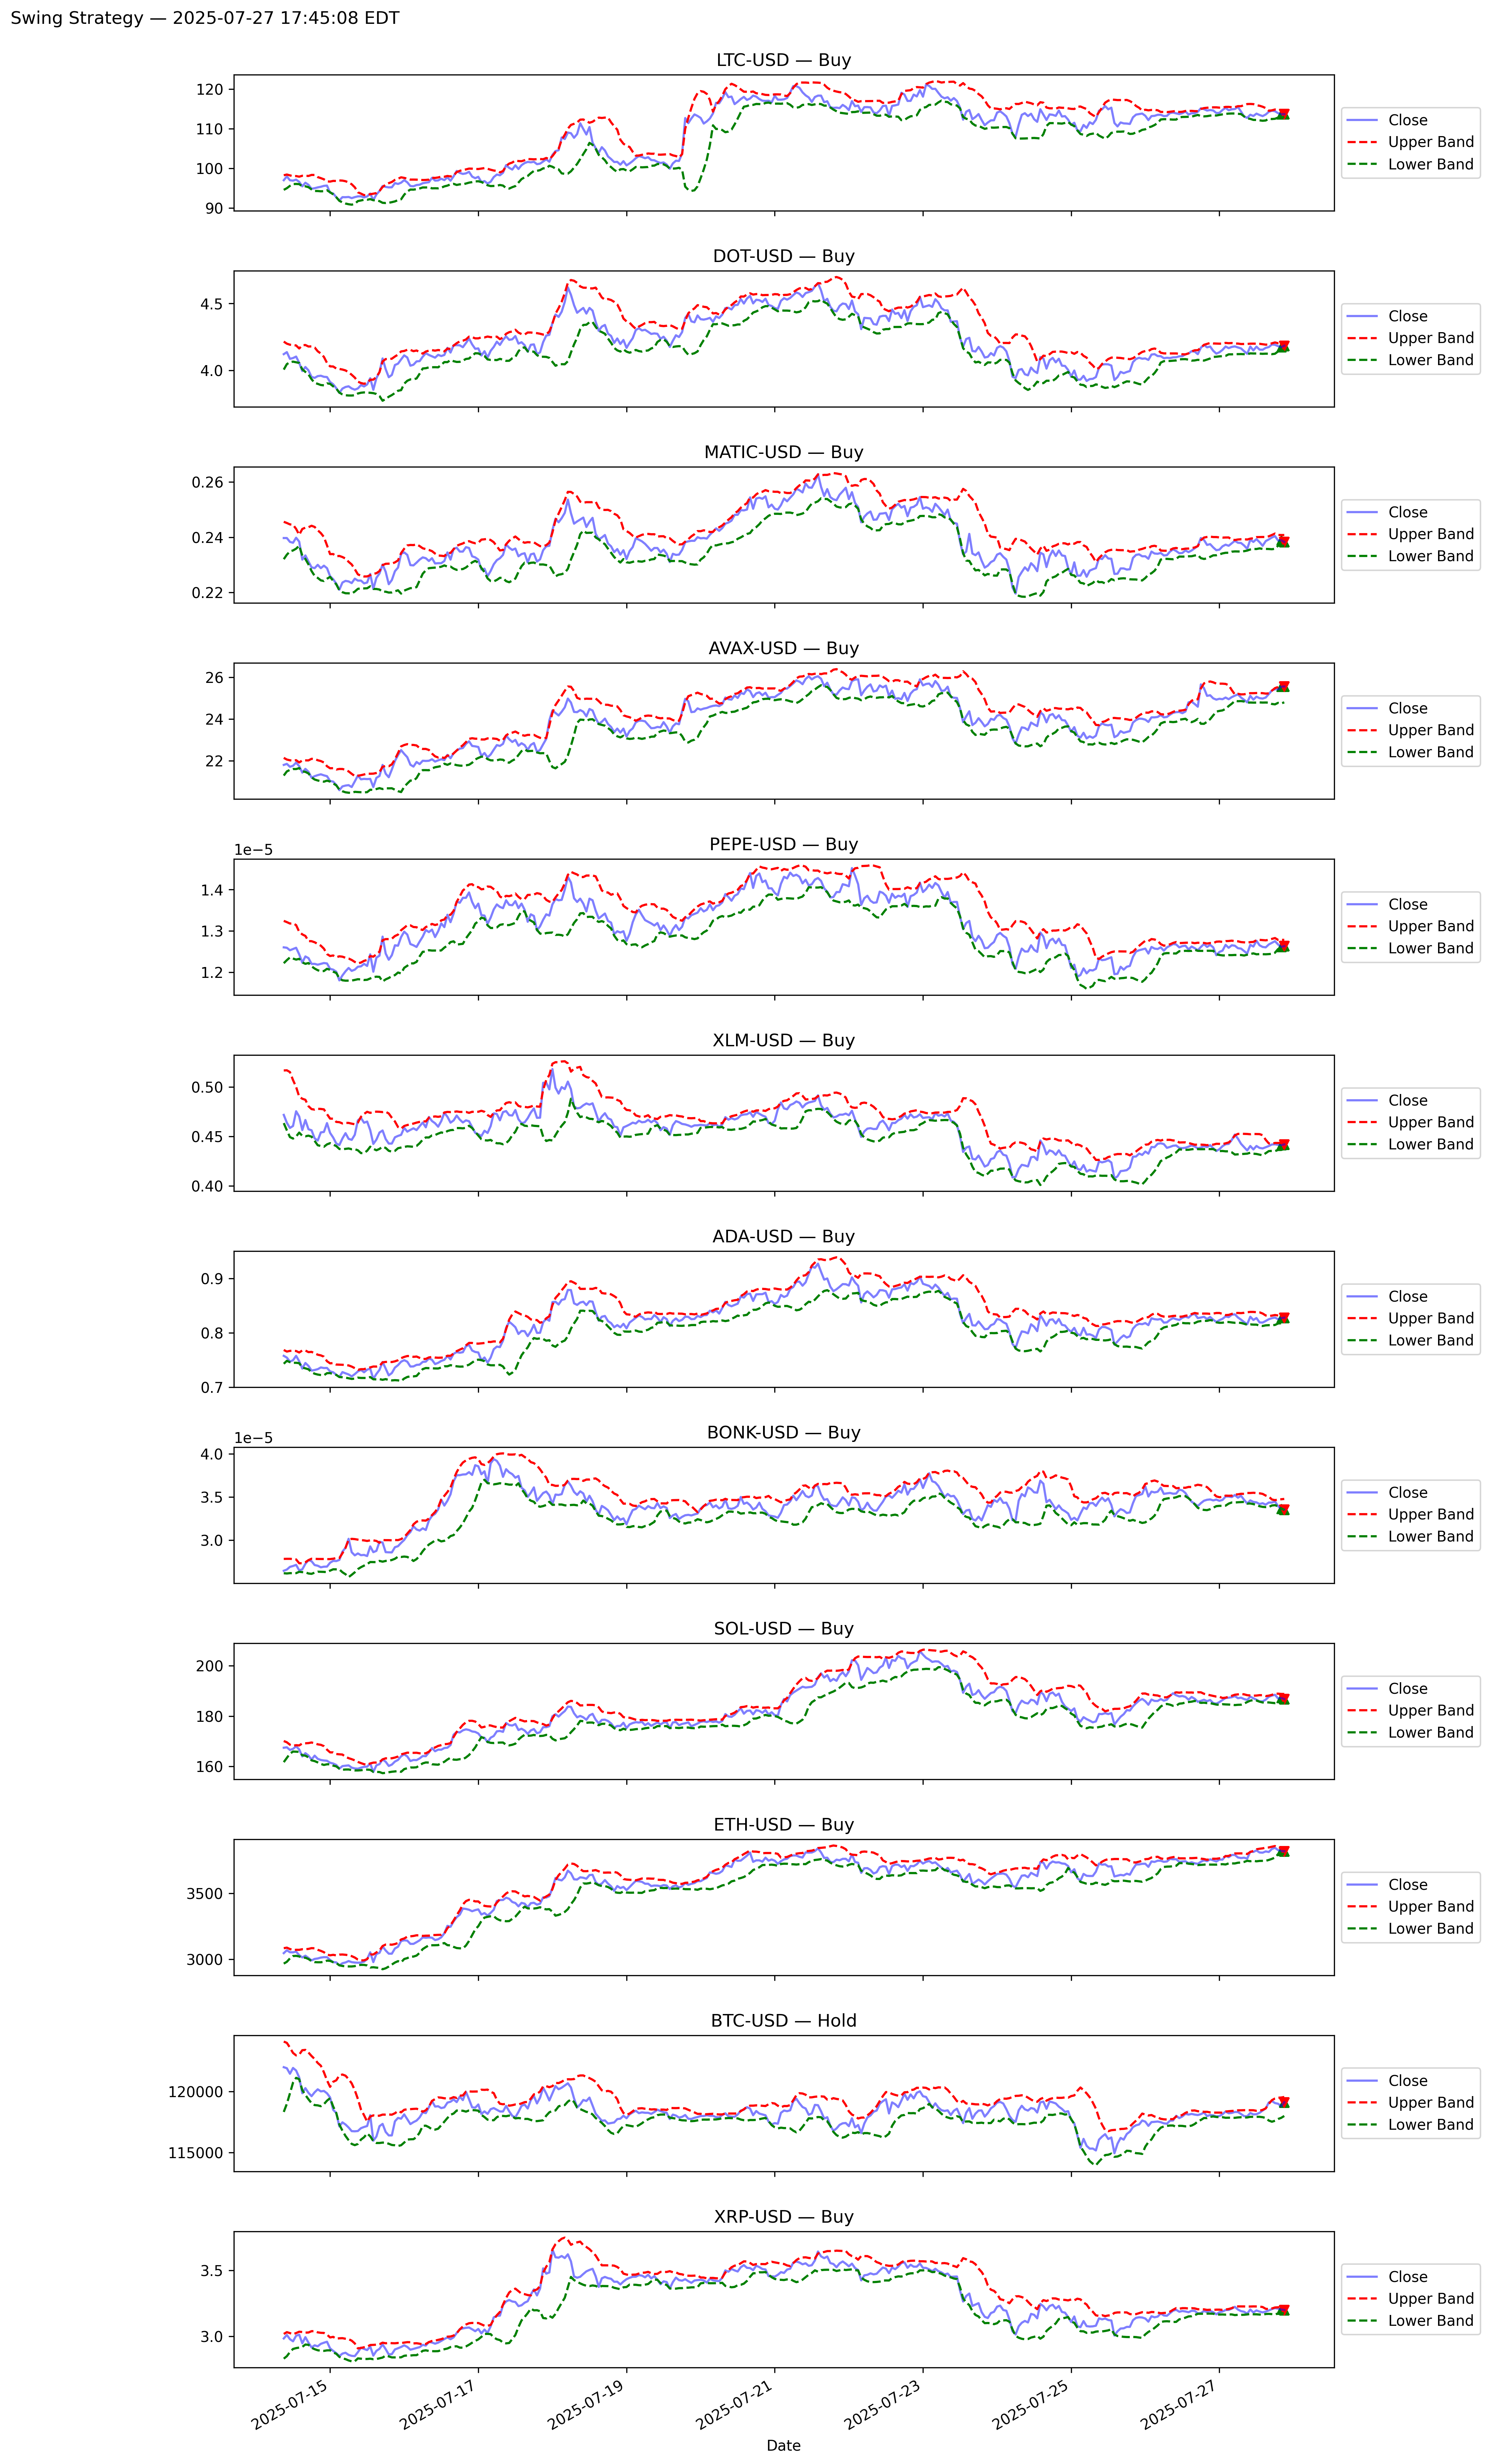 Swing Strategy — 2025-07-27 17:45:08 EDT
LTC-USD — Buy
120
110
100
90
Close
Upper Band
Lower Band
DOT-USD — Buy
4.5
4.0
Close
Upper Band
Lower Band
MATIC-USD — Buy
0.26
0.24
0.22
Close
Upper Band
Lower Band
AVAX-USD — Buy
26
24
22
Close
Upper Band
Lower Band
PEPE-USD — Buy
1e−5
1.4
1.3
1.2
Close
Upper Band
Lower Band
XLM-USD — Buy
0.50
0.45
0.40
Close
Upper Band
Lower Band
ADA-USD — Buy
0.9
0.8
0.7
Close
Upper Band
Lower Band
BONK-USD — Buy
1e−5
4.0
3.5
3.0
Close
Upper Band
Lower Band
SOL-USD — Buy
200
180
160
Close
Upper Band
Lower Band
ETH-USD — Buy
3500
3000
Close
Upper Band
Lower Band
BTC-USD — Hold
120000
115000
Close
Upper Band
Lower Band
XRP-USD — Buy
3.5
3.0
Close
Upper Band
Lower Band
2025-07-15
2025-07-17
2025-07-19
2025-07-21
2025-07-23
2025-07-25
2025-07-27
Date